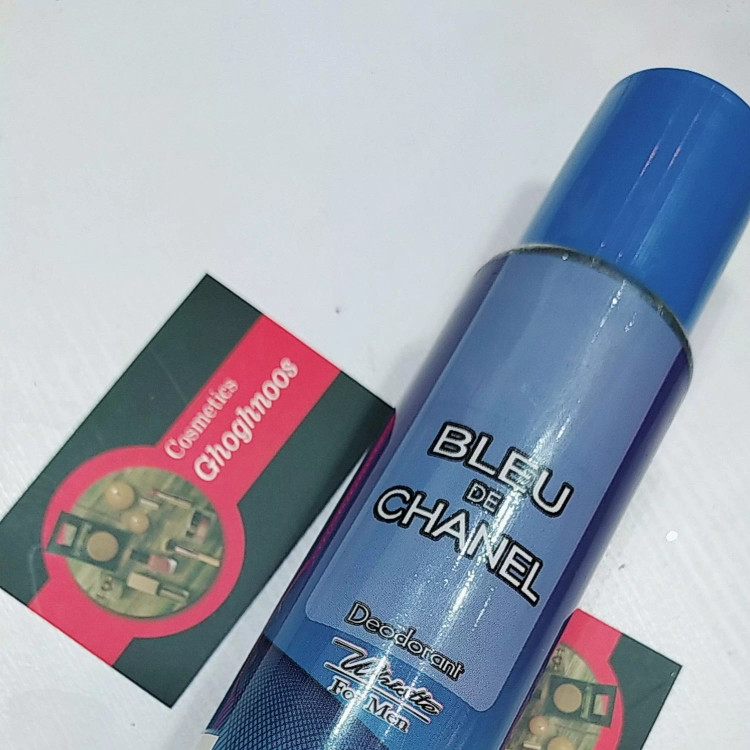 Cosmetics
Ghoghnoos
BLEU
DE
CHANEL
Deodorant
For Men